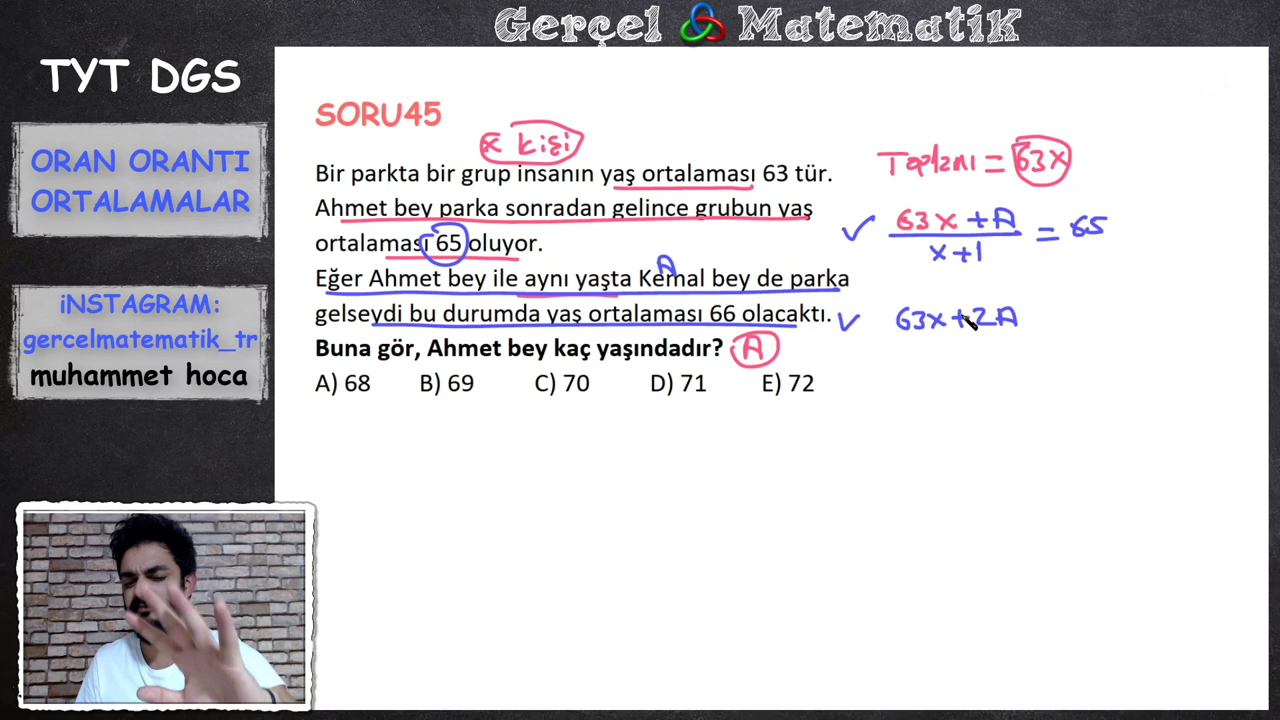 Gerçel Matematik
TYT DGS
ORAN ORANTI
ORTALAMALAR
iNSTAGRAM:
gercelmatematik_tr
muhammet hoca
SORU45
x kişi
Bir parkta bir grup insanın yaş ortalaması 63 tür.
Ahmet bey parka sonradan gelince grubun yaş
ortalaması 65 oluyor.
A
Eğer Ahmet bey ile aynı yaşta Kemal bey de parka
gelseydi bu durumda yaş ortalaması 66 olacaktı.
Buna gör, Ahmet bey kaç yaşındadır? A
A) 68 B) 69 C) 70 D) 71 E) 72
Toplamı = 63x
63x + A
x+1
= 65
63x+2A